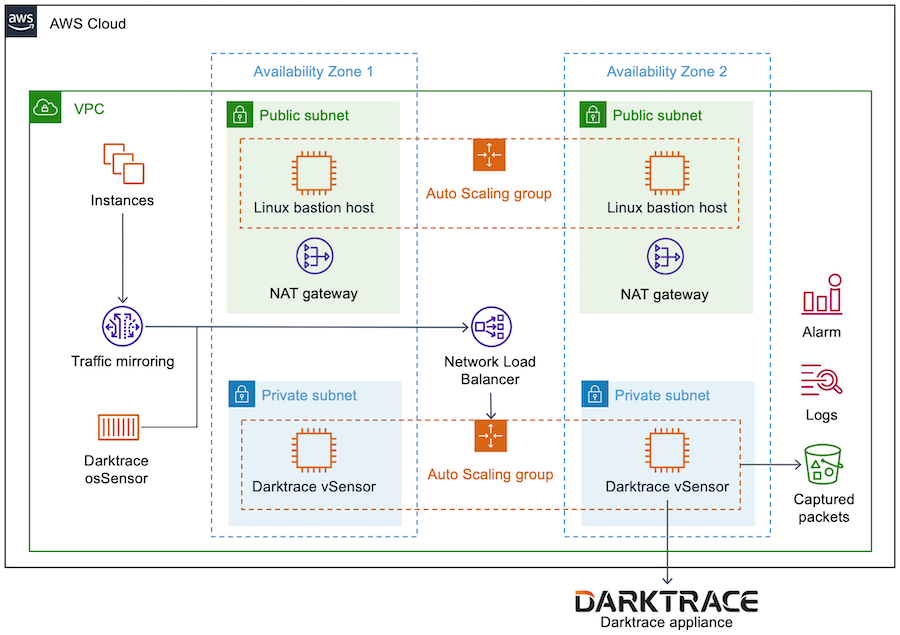 aws
AWS Cloud
Availability Zone 1
Availability Zone 2
VPC
Public subnet
Public subnet
Instances
Linux bastion host
Auto Scaling group
Linux bastion host
NAT gateway
NAT gateway
Traffic mirroring
Network Load
Balancer
Alarm
Private subnet
Private subnet
Logs
Darktrace
osSensor
Darktrace vSensor
Auto Scaling group
Darktrace vSensor
Captured
packets
DARKTRACE
Darktrace appliance